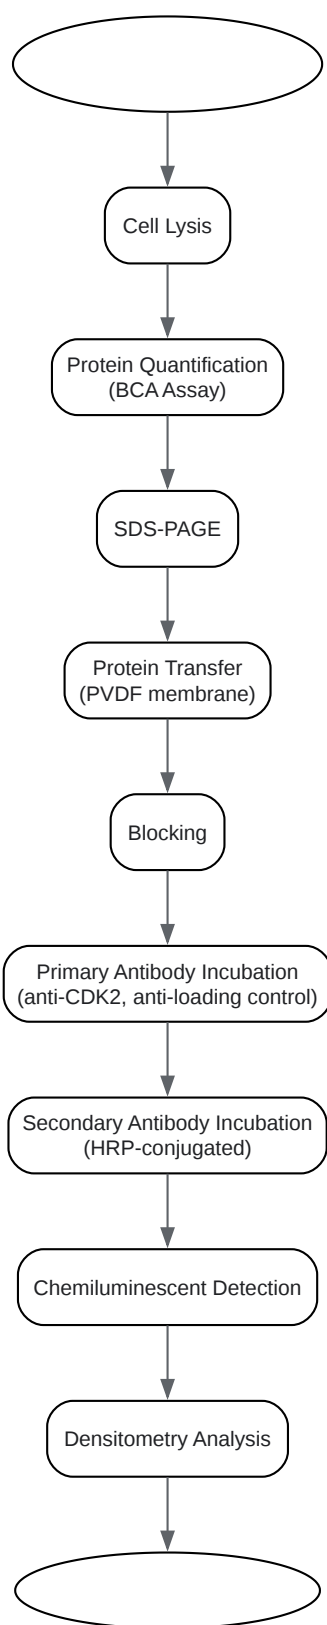 Cell Lysis
Protein Quantification
(BCA Assay)
SDS-PAGE
Protein Transfer
(PVDF membrane)
Blocking
Primary Antibody Incubation
(anti-CDK2, anti-loading control)
Secondary Antibody Incubation
(HRP-conjugated)
Chemiluminescent Detection
Densitometry Analysis